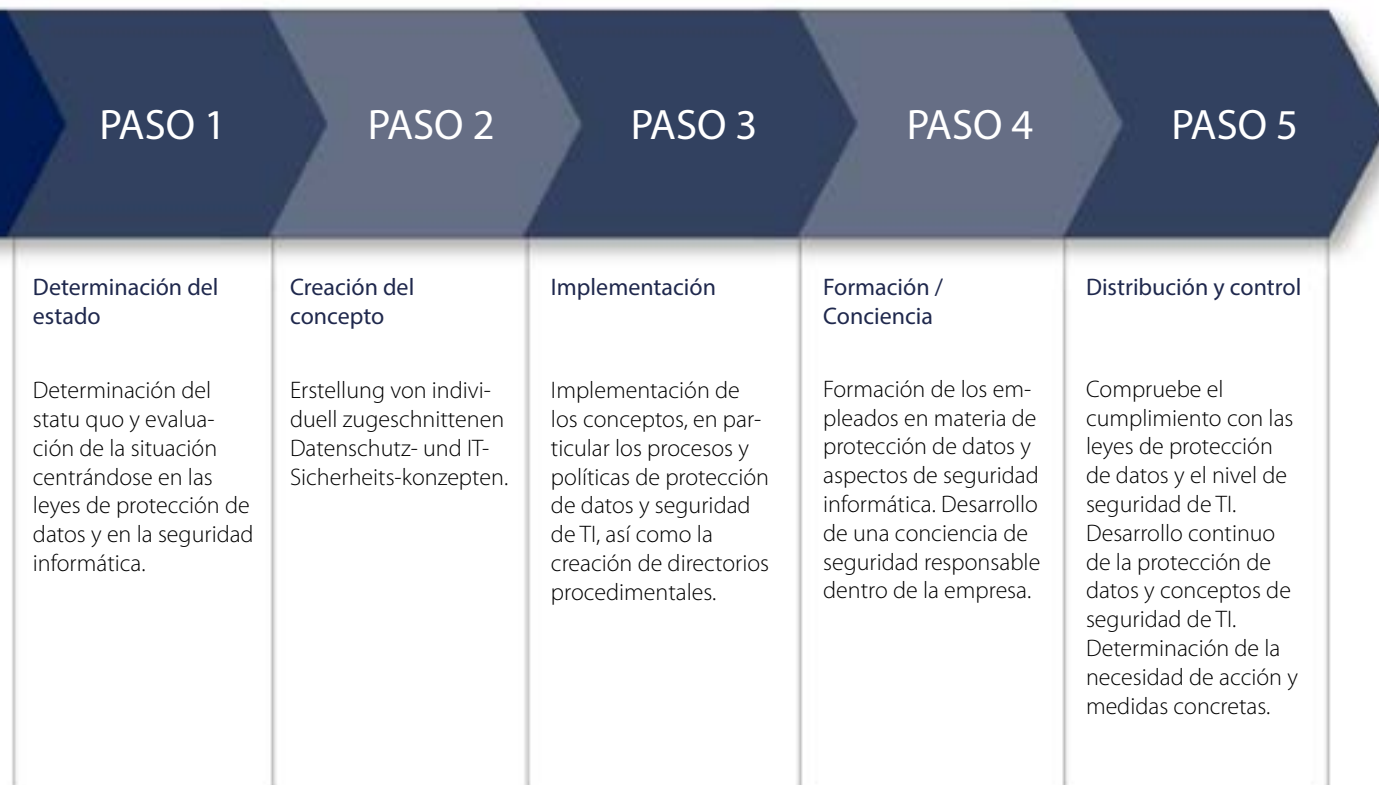 PASO 1
PASO 2
PASO 3
PASO 4
PASO 5
Determinación del
estado
Determinación del
statu quo y evalua-
ción de la situación
centrándose en las
leyes de protección de
datos y en la seguridad
informática.
Creación del
concepto
Erstellung von indivi-
duell zugeschnittenen
Datenschutz- und IT-
Sicherheits-konzepten.
Implementación
Implementación de
los conceptos, en par-
ticular los procesos y
políticas de protección
de datos y seguridad
de TI, así como la
creación de directorios
procedimentales.
Formación /
Conciencia
Formación de los em-
pleados en materia de
protección de datos y
aspectos de seguridad
informática. Desarrollo
de una conciencia de
seguridad responsable
dentro de la empresa.
Distribución y control
Compruebe el
cumplimiento con las
leyes de protección
de datos y el nivel de
seguridad de TI.
Desarrollo continuo
de la protección de
datos y conceptos de
seguridad de TI.
Determinación de la
necesidad de acción y
medidas concretas.